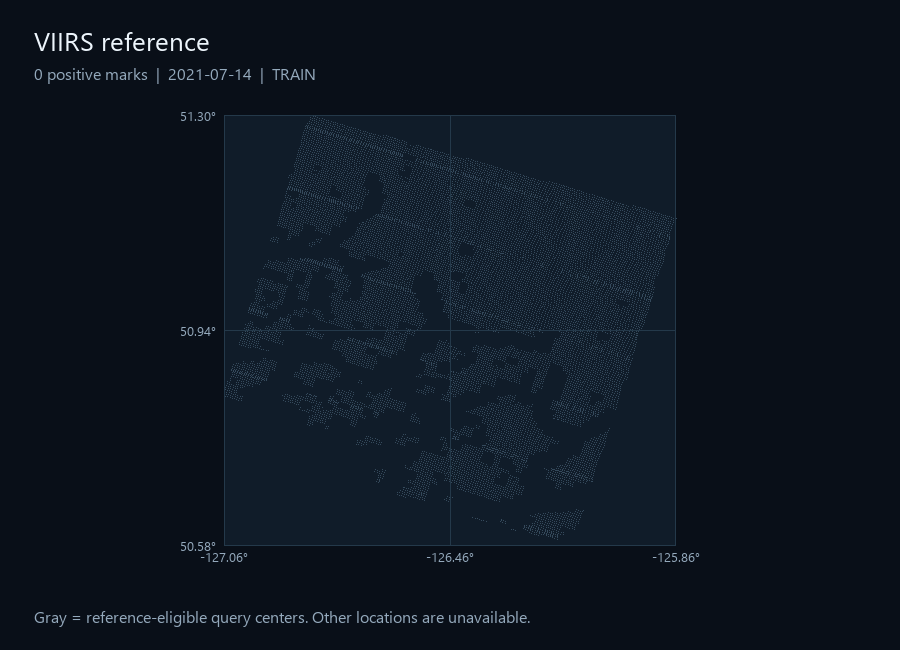 VIIRS reference
0 positive marks | 2021-07-14 | TRAIN
51.30°
50.94°
50.58°
-127.06°
-126.46°
-125.86°
Gray = reference-eligible query centers. Other locations are unavailable.